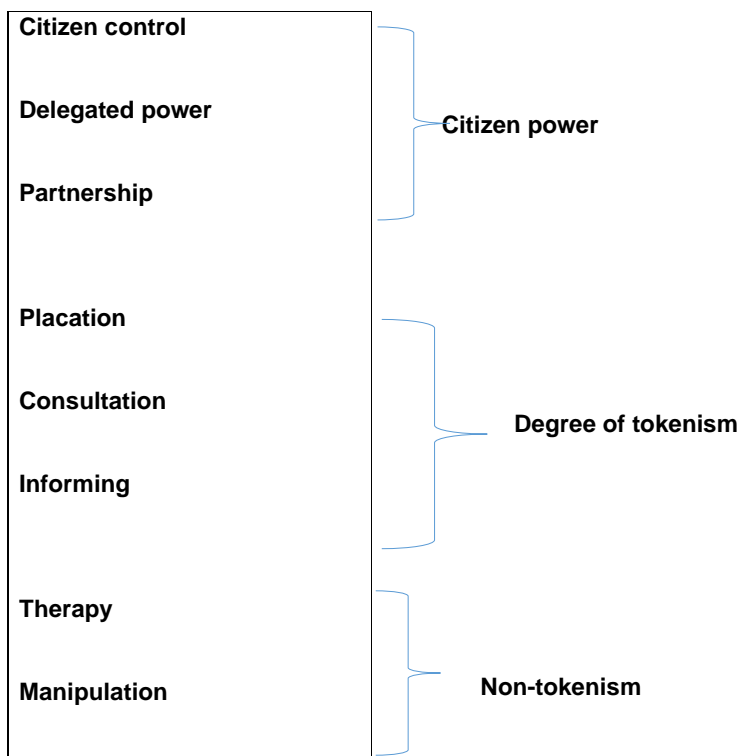 Citizen control
Delegated power
Citizen power
Partnership
Placation
Consultation
Degree of tokenism
Informing
Therapy
Manipulation
Non-tokenism